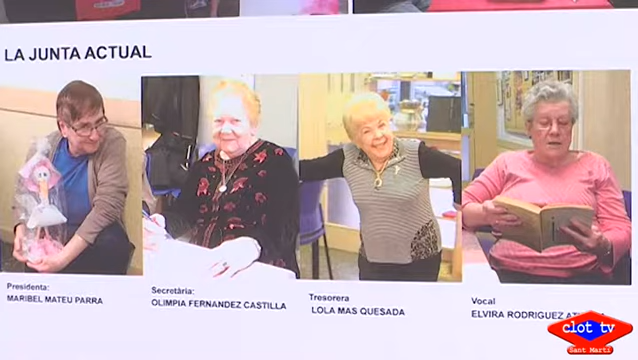 LA JUNTA ACTUAL
Presidenta:
MARIBEL MATEU PARRA
Secretària:
OLIMPIA FERNANDEZ CASTILLA
Tresorera
LOLA MAS QUESADA
Vocal
ELVIRA RODRIGUEZ
clot tv
Sant Martí